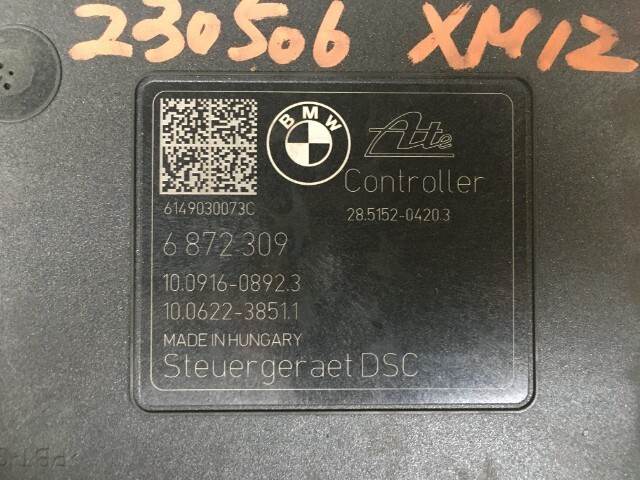 230506 XM12
BMW Ate
Controller
6149030073C 28.5152-0420.3
6 872 309
10.0916-0892.3
10.0622-3851.1
MADE IN HUNGARY
Steuergeraet DSC